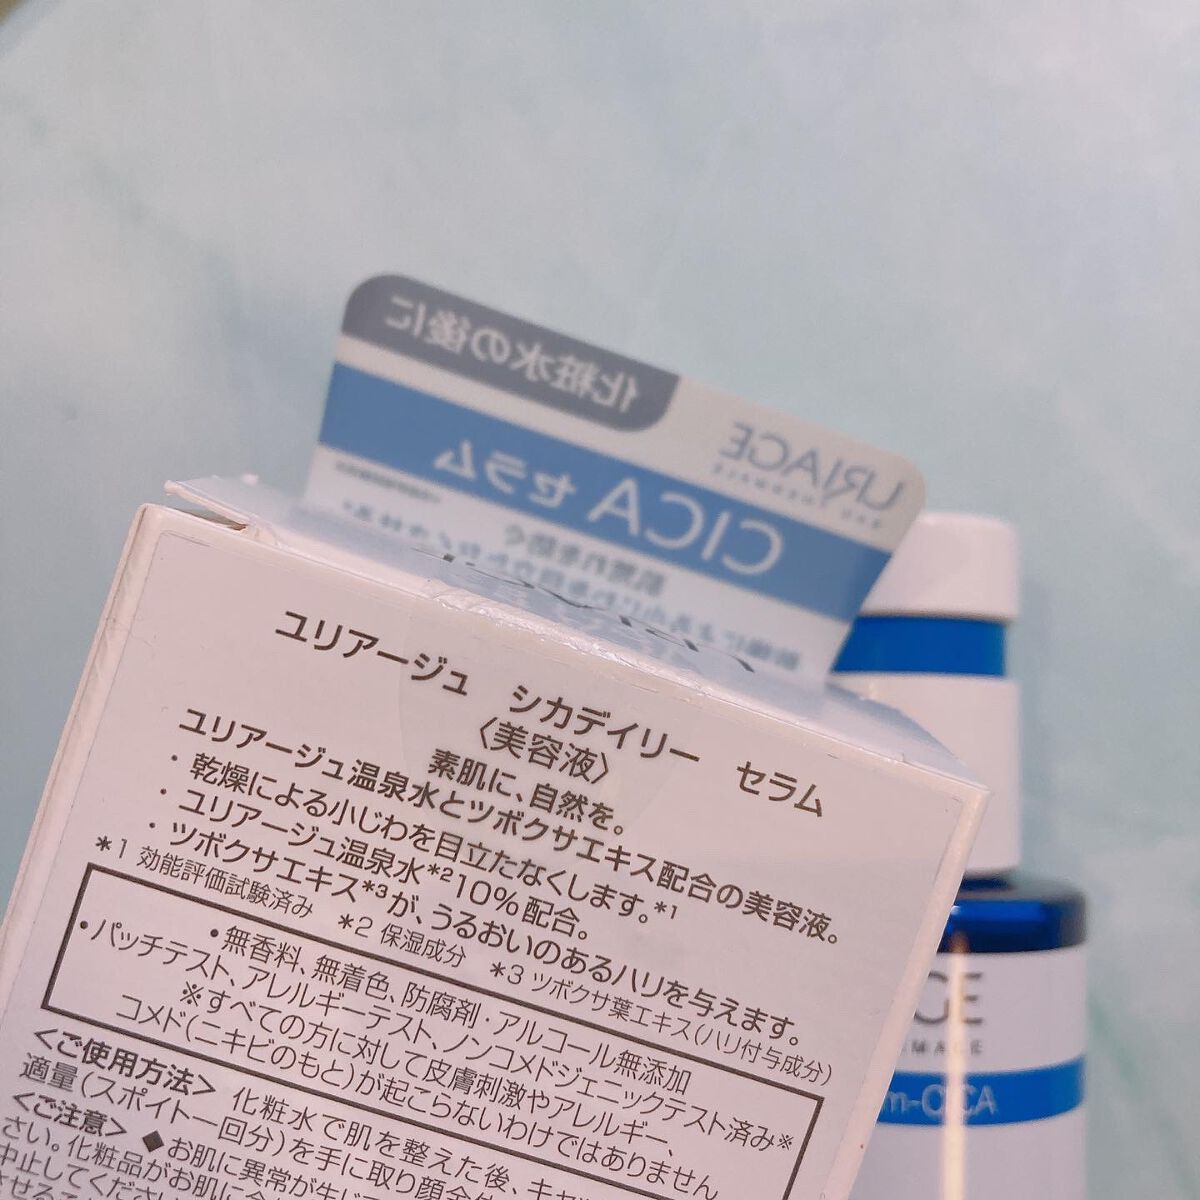 化粧水の後に
URIAGE
EAU THERMALE
CICA セラム
肌荒れを防ぐ
ユリアージュ シカデイリー セラム
〈美容液〉
素肌に、自然を。
ユリアージュ温泉水とツボクサエキス配合の美容液。
・乾燥による小じわを目立たなくします。*1
・ユリアージュ温泉水*2 10%配合。
・ツボクサエキス*3が、うるおいのあるハリを与えます。
*1 効能評価試験済み *2 保湿成分 *3 ツボクサ葉エキス(ハリ付与成分)
•無香料、無着色、防腐剤・アルコール無添加
•パッチテスト、アレルギーテスト、ノンコメドジェニックテスト済み※
※すべての方に対して皮膚刺激やアレルギー、
コメド(ニキビのもと)が起こらないわけではありません
<ご使用方法> 化粧水で肌を整えた後、
適量(スポイト一回分)を手に取り顔全体
<ご注意> ◆お肌に異常が生じ
さい。化粧品がお肌に合
中止してください
GE
m-CICA